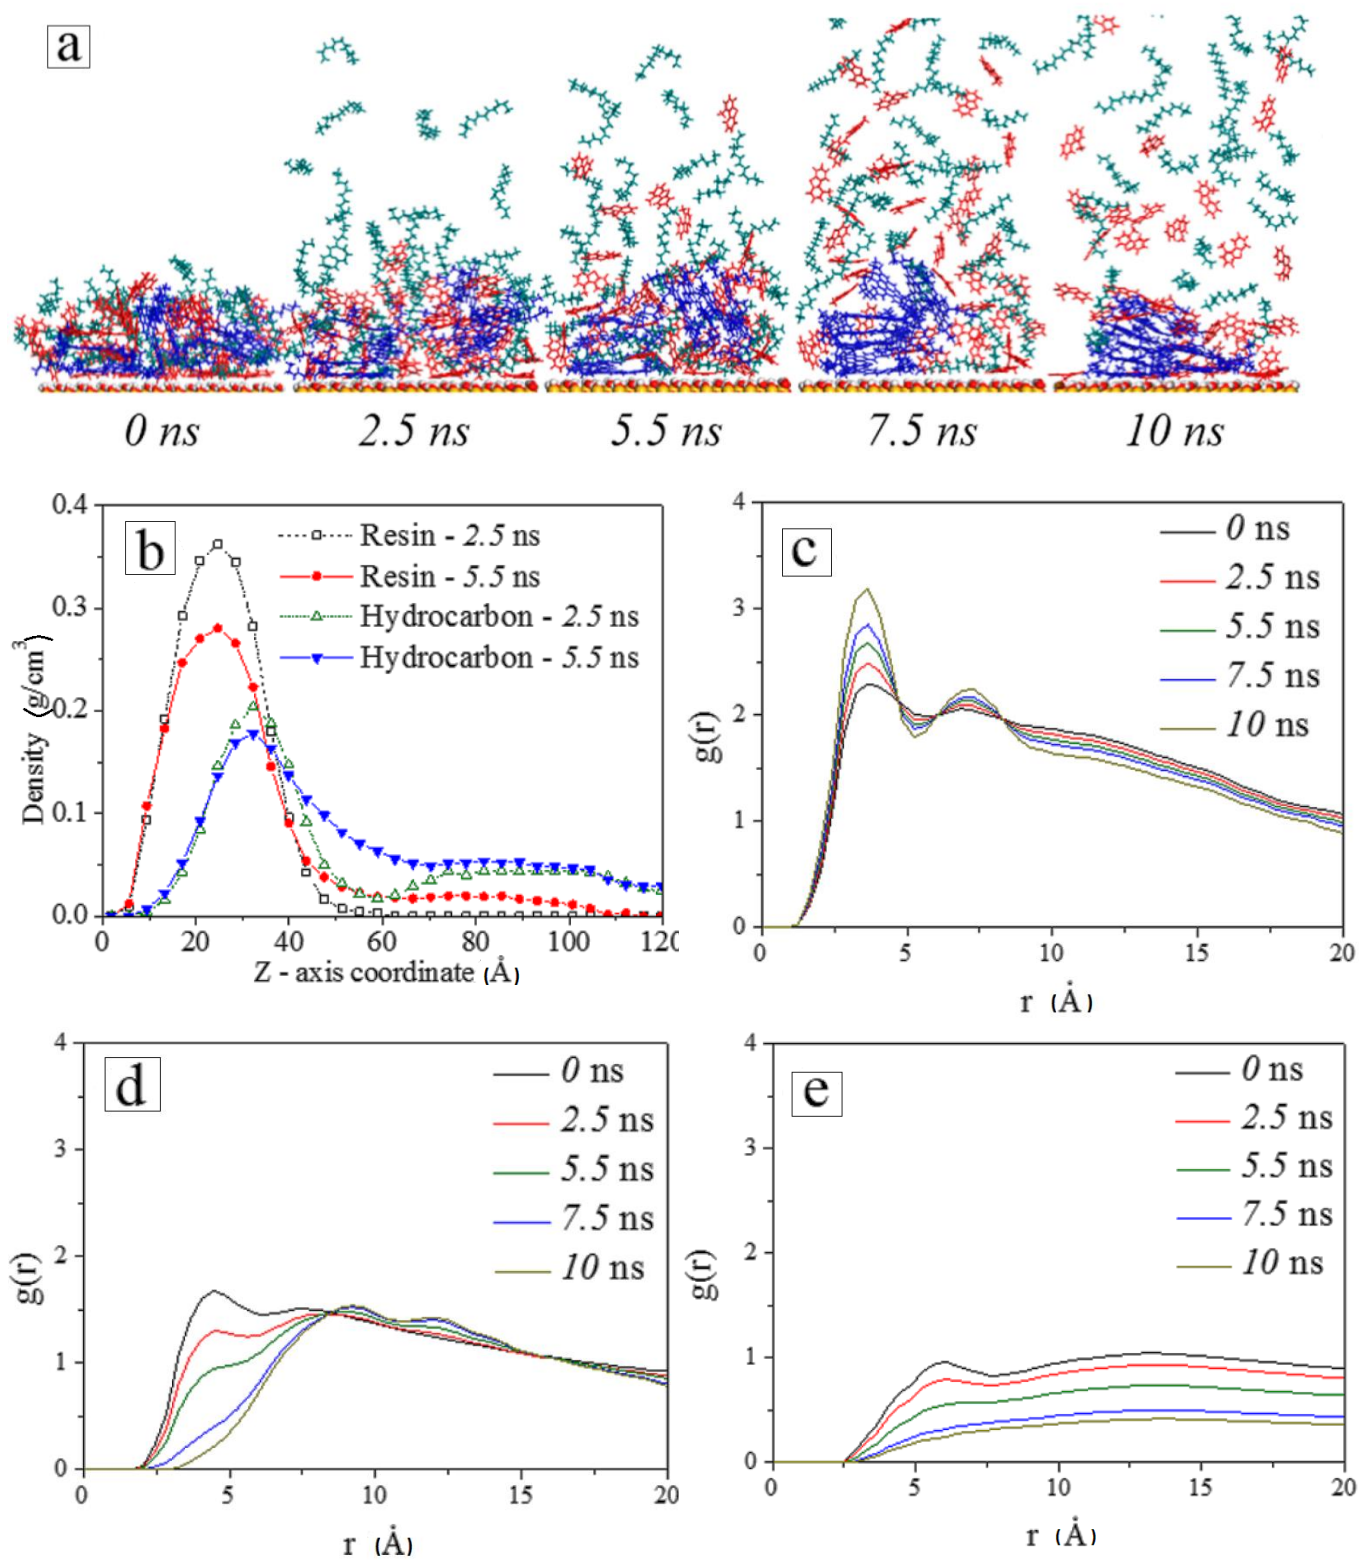 a
0 ns 2.5 ns 5.5 ns 7.5 ns 10 ns
b
Resin - 2.5 ns
Resin - 5.5 ns
Hydrocarbon - 2.5 ns
Hydrocarbon - 5.5 ns
0.4
0.3
0.2
0.1
0.0
Density (g/cm³)
0 20 40 60 80 100 120
Z - axis coordinate (Å)
c
0 ns
2.5 ns
5.5 ns
7.5 ns
10 ns
4
3
2
1
0
g(r)
0 5 10 15 20
r (Å)
d
0 ns
2.5 ns
5.5 ns
7.5 ns
10 ns
4
3
2
1
0
g(r)
0 5 10 15 20
r (Å)
e
0 ns
2.5 ns
5.5 ns
7.5 ns
10 ns
4
3
2
1
0
g(r)
0 5 10 15 20
r (Å)